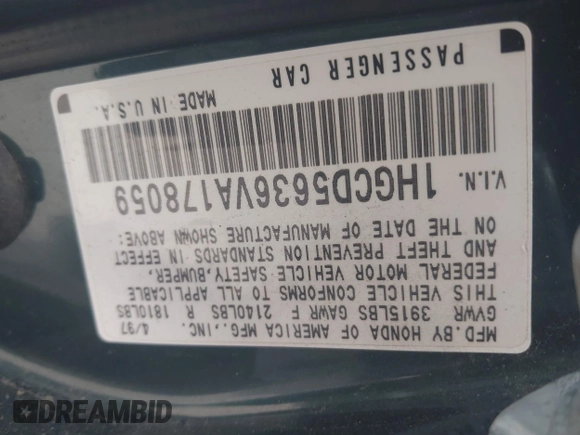 MFD.BY HONDA OF AMERICA MFG.,INC. 4/97
GVWR 3915LBS GAWR F 2140LBS R 1810LBS
THIS VEHICLE CONFORMS TO ALL APPLICABLE
FEDERAL MOTOR VEHICLE SAFETY,BUMPER,
AND THEFT PREVENTION STANDARDS IN EFFECT
ON THE DATE OF MANUFACTURE SHOWN ABOVE:
V.I.N. 1HGCD5636VA178059
PASSENGER CAR MADE IN U.S.A.
DREAMBID